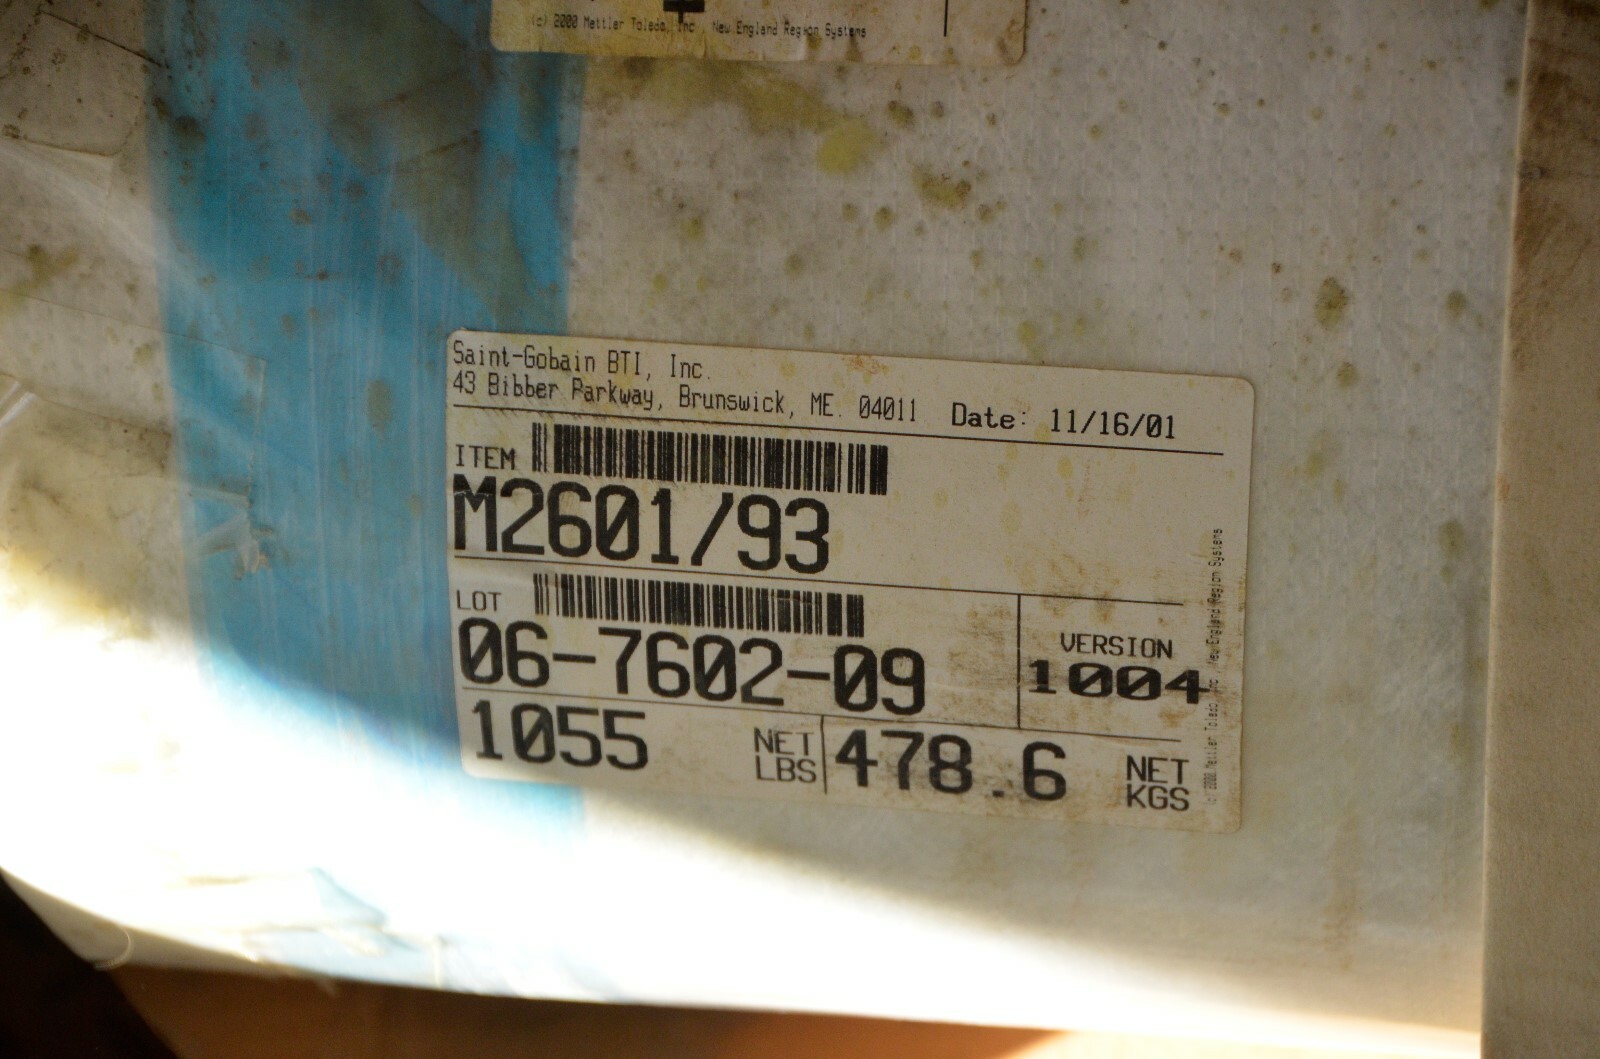 (c) 2000 Mettler Toledo, Inc. New England Region Systems
Saint-Gobain BTI, Inc.
43 Bibber Parkway, Brunswick, ME. 04011 Date: 11/16/01
ITEM
M2601/93
LOT
06-7602-09
VERSION
1004
1055 NET LBS
478.6 NET KGS
(c) 2000 Mettler Toledo, Inc. New England Region Systems